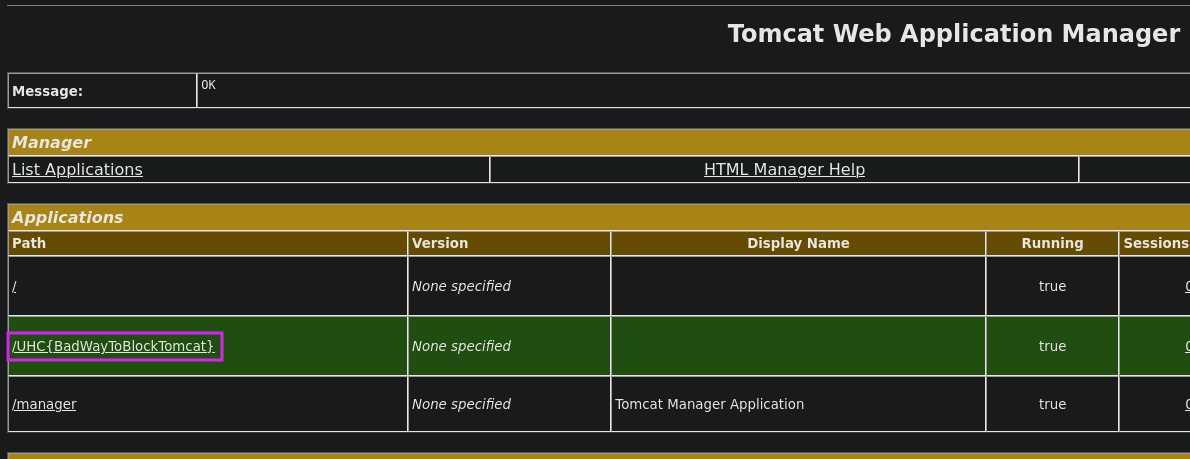 Tomcat Web Application Manager
Message: OK
Manager
List Applications HTML Manager Help
Applications
Path Version Display Name Running Sessions
/ None specified true 0
/UHC{BadWayToBlockTomcat} None specified true 0
/manager None specified Tomcat Manager Application true 0